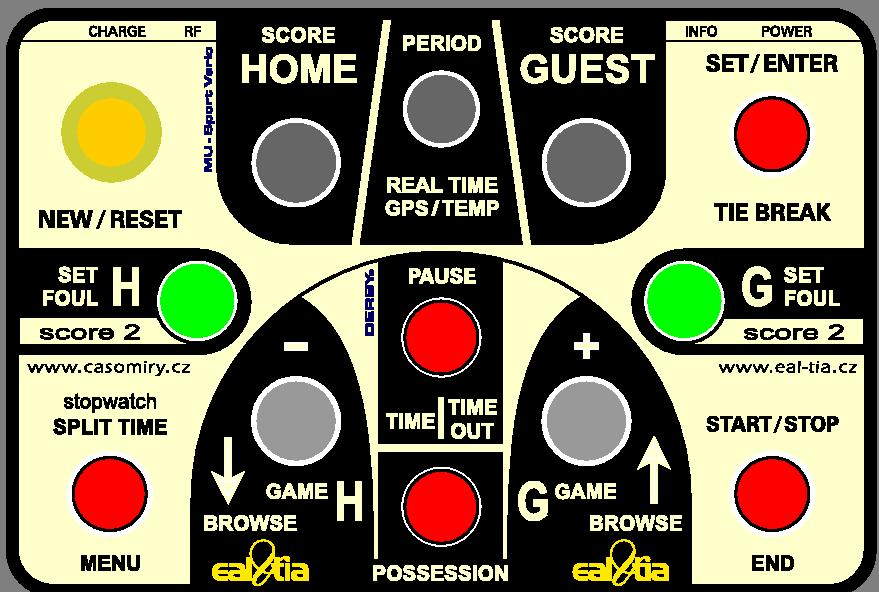 CHARGE RF
SCORE
HOME
PERIOD
SCORE
GUEST
INFO POWER
SET/ENTER
MU - Sport Vario
NEW/RESET
REAL TIME
GPS/TEMP
TIE BREAK
SET
FOUL H
score 2
G SET
FOUL
score 2
DERBY.
PAUSE
-
+
www.casomiry.cz
www.eal-tia.cz
stopwatch
SPLIT TIME
TIME | TIME
OUT
START/STOP
GAME H
BROWSE
G GAME
BROWSE
MENU
eal&tia
POSSESSION
eal&tia
END